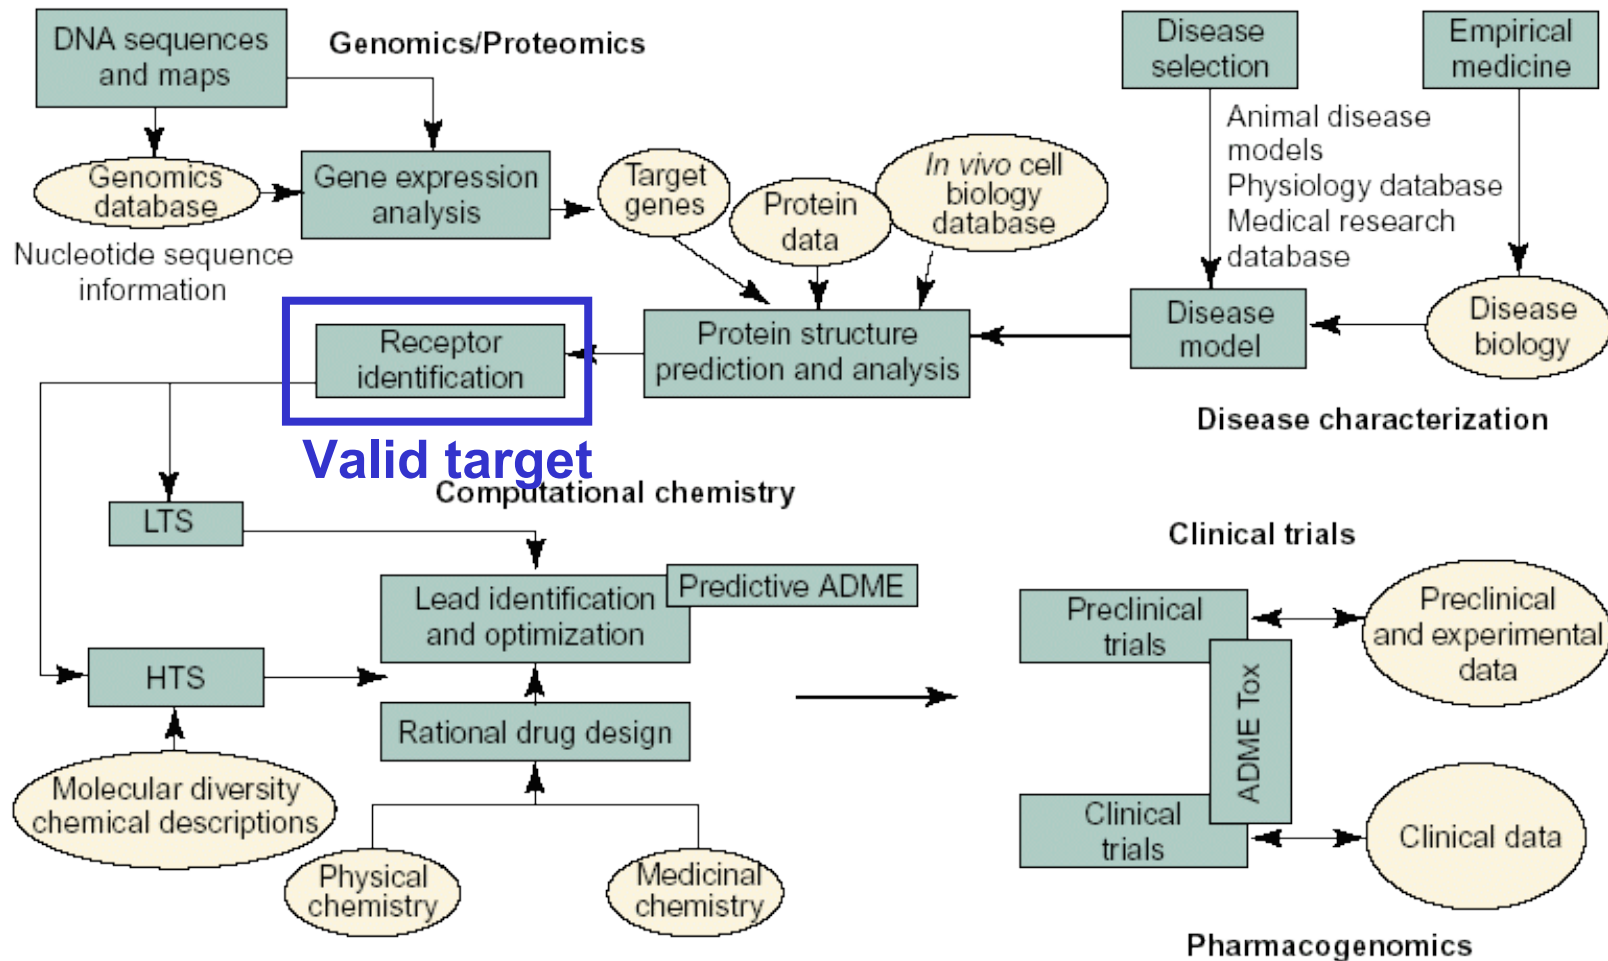 DNA sequences
and maps
Genomics/Proteomics
Disease
selection
Empirical
medicine
Genomics
database
Nucleotide sequence
information
Gene expression
analysis
Target
genes
Protein
data
In vivo cell
biology
database
Animal disease
models
Physiology database
Medical research
database
Receptor
identification
Protein structure
prediction and analysis
Disease
model
Disease
biology
Disease characterization
Valid target
Computational chemistry
LTS
Lead identification
and optimization
Predictive ADME
HTS
Rational drug design
Molecular diversity
chemical descriptions
Physical
chemistry
Medicinal
chemistry
Clinical trials
Preclinical
trials
Preclinical
and experimental
data
ADME Tox
Clinical
trials
Clinical data
Pharmacogenomics